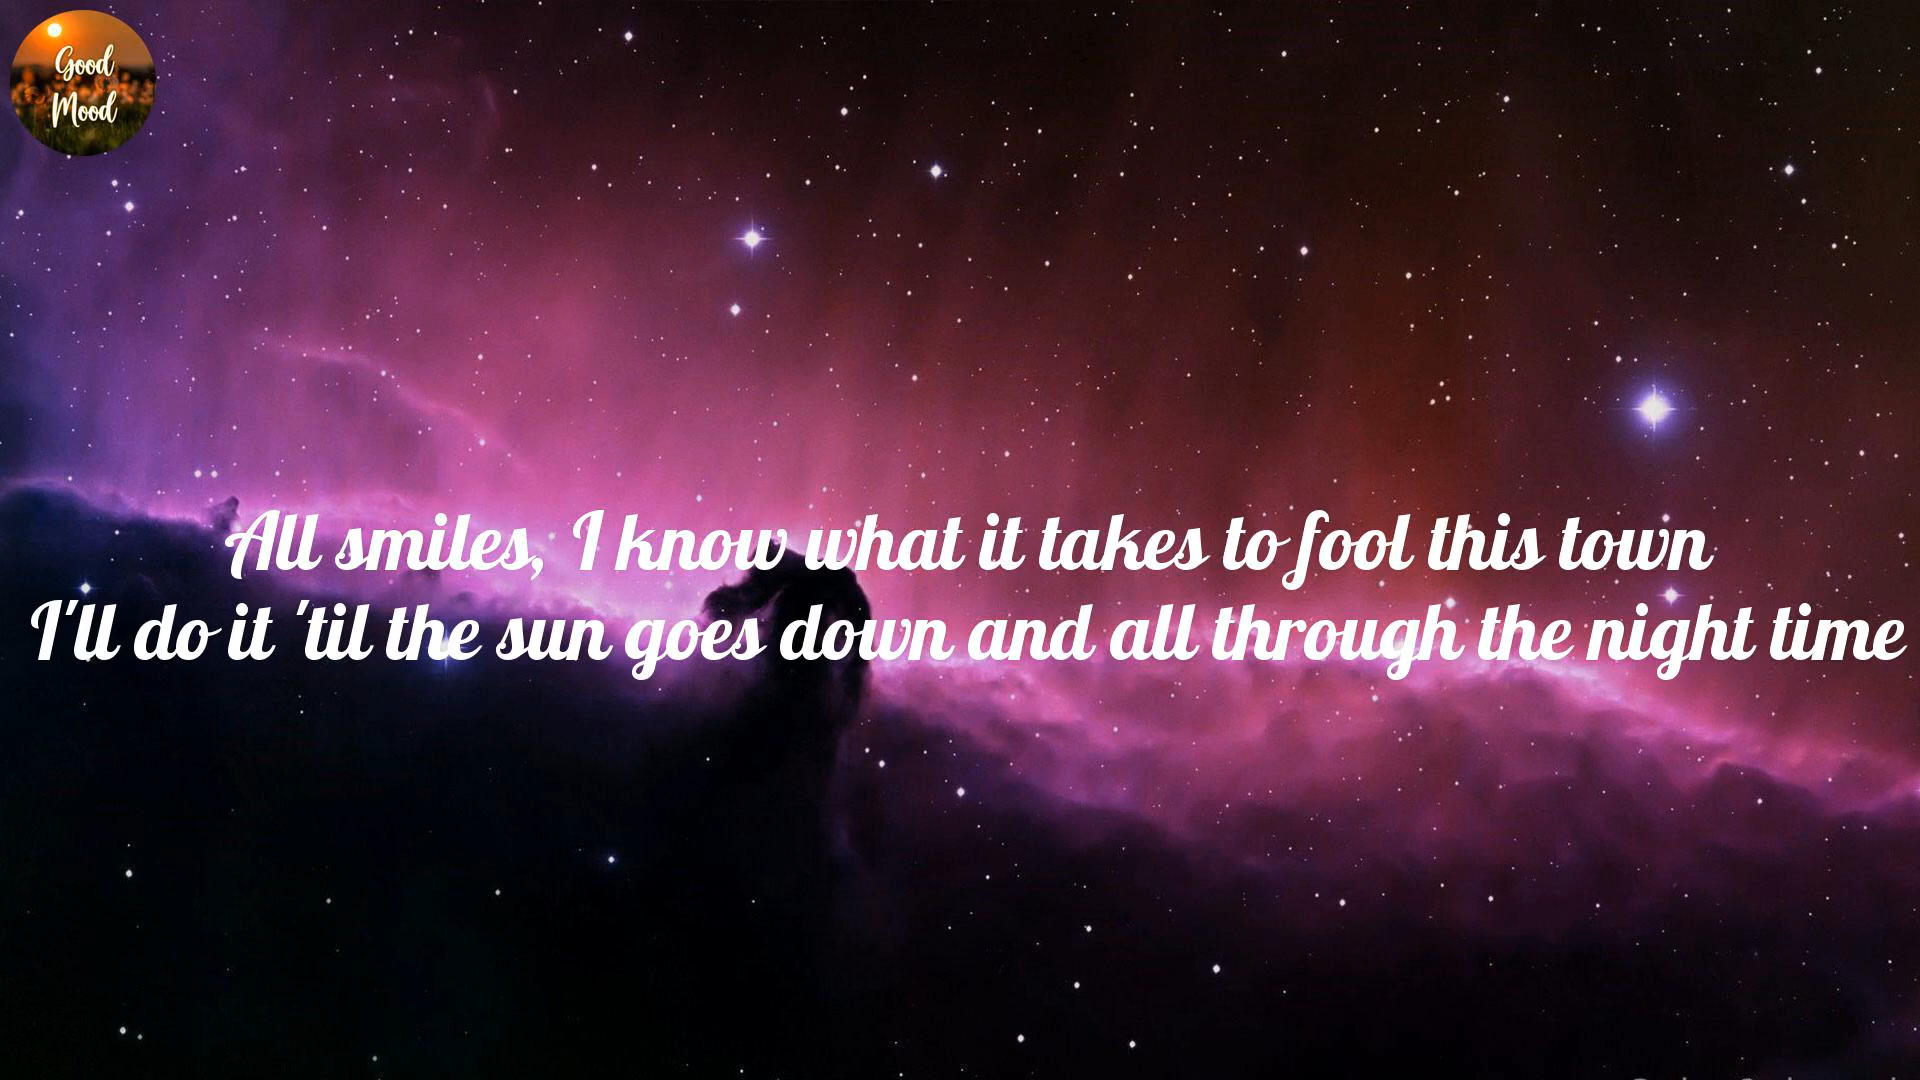 Good
Mood
All smiles, I know what it takes to fool this town
I'll do it 'til the sun goes down and all through the night time